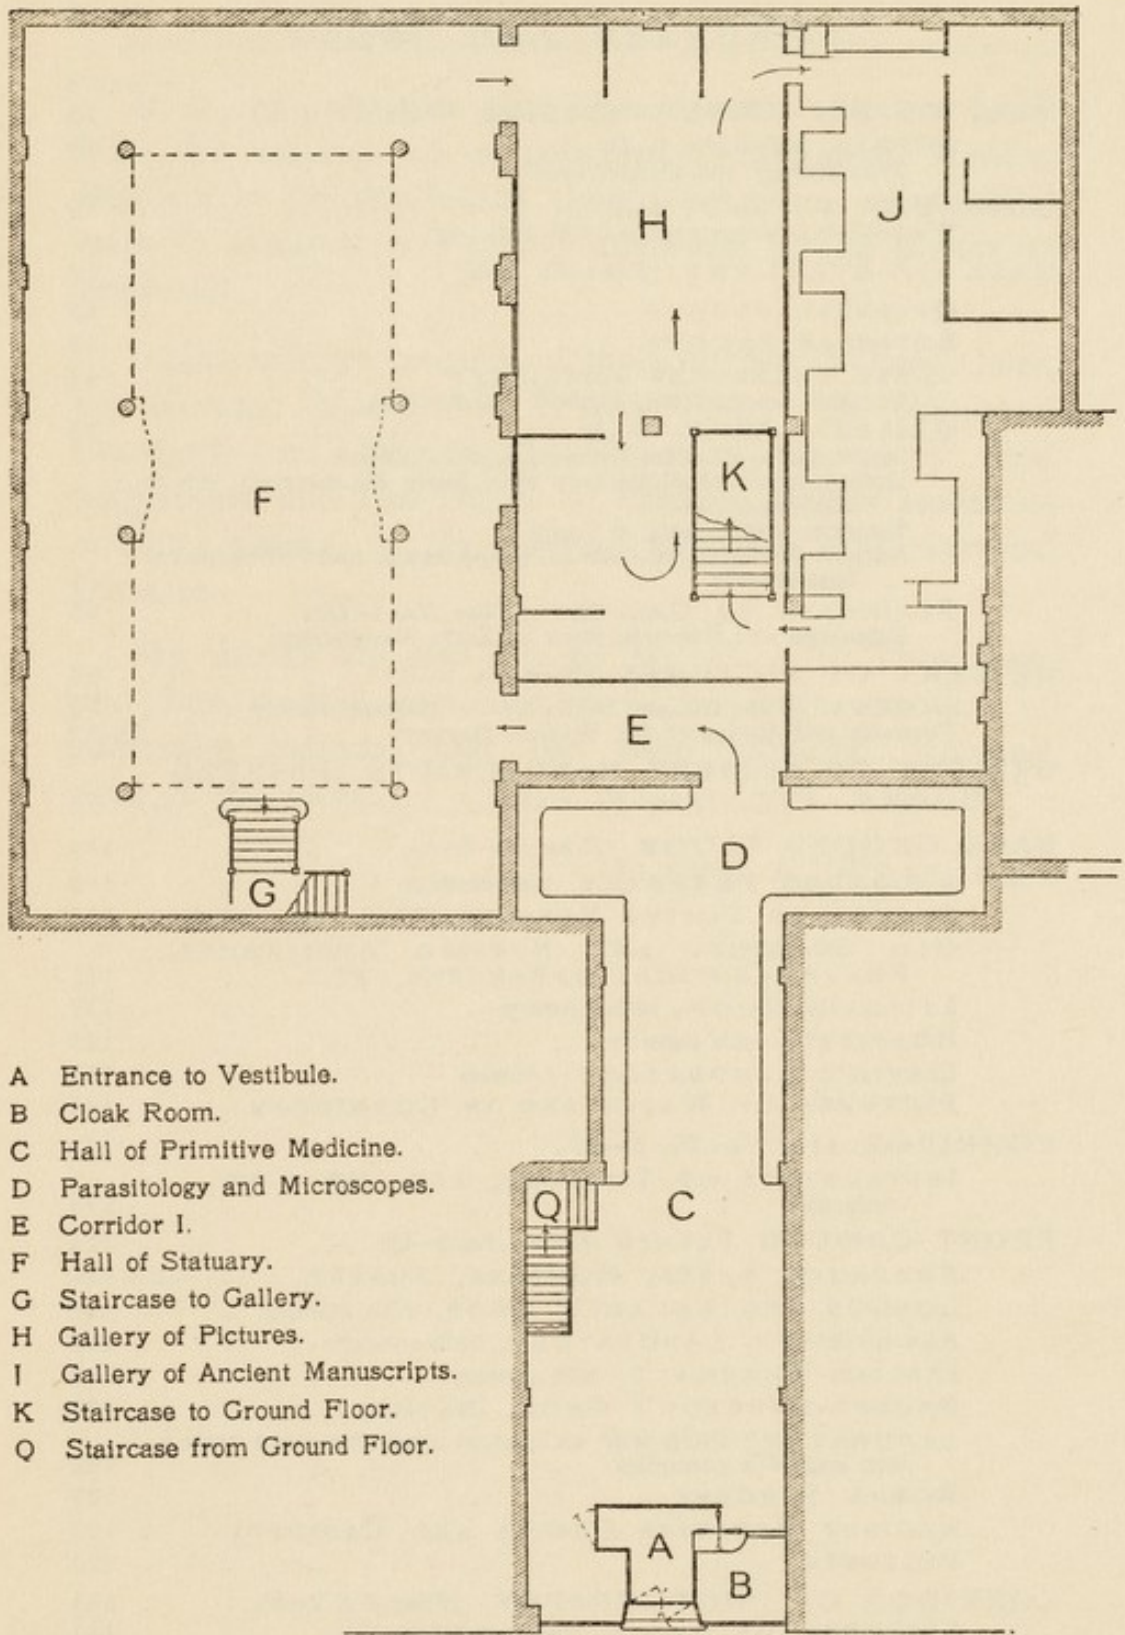 H
J
K
F
E
D
G
Q
C
A
B
A Entrance to Vestibule.
B Cloak Room.
C Hall of Primitive Medicine.
D Parasitology and Microscopes.
E Corridor I.
F Hall of Statuary.
G Staircase to Gallery.
H Gallery of Pictures.
I Gallery of Ancient Manuscripts.
K Staircase to Ground Floor.
Q Staircase from Ground Floor.